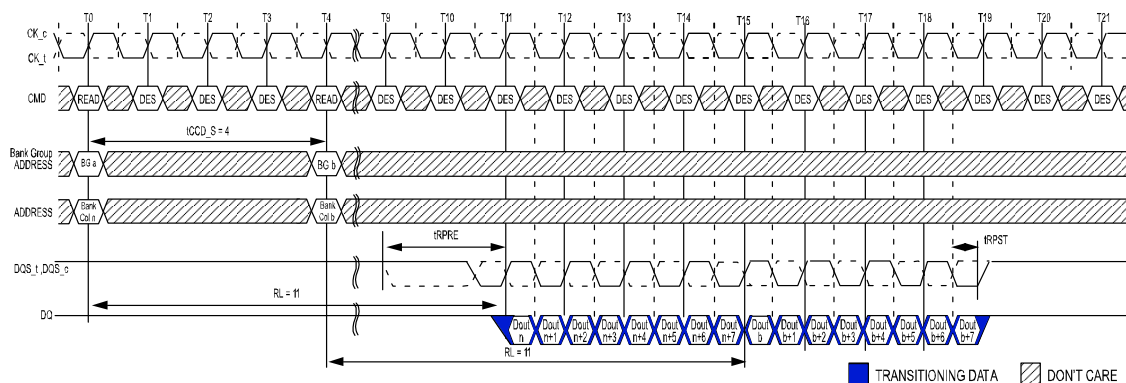 T0 T1 T2 T3 T4 T9 T10 T11 T12 T13 T14 T15 T16 T17 T18 T19 T20 T21
CK_c
CK_t
CMD READ DES DES DES READ DES DES DES DES DES DES DES DES DES DES DES DES DES
tCCD_S = 4
Bank Group
ADDRESS BG a BG b
ADDRESS Bank Col n Bank Col b
tRPRE tRPST
DQS_t ,DQS_c
RL = 11
DQ Dout n Dout n+1 Dout n+2 Dout n+3 Dout n+4 Dout n+5 Dout n+6 Dout n+7 Dout b Dout b+1 Dout b+2 Dout b+3 Dout b+4 Dout b+5 Dout b+6 Dout b+7
RL = 11
TRANSITIONING DATA DON'T CARE